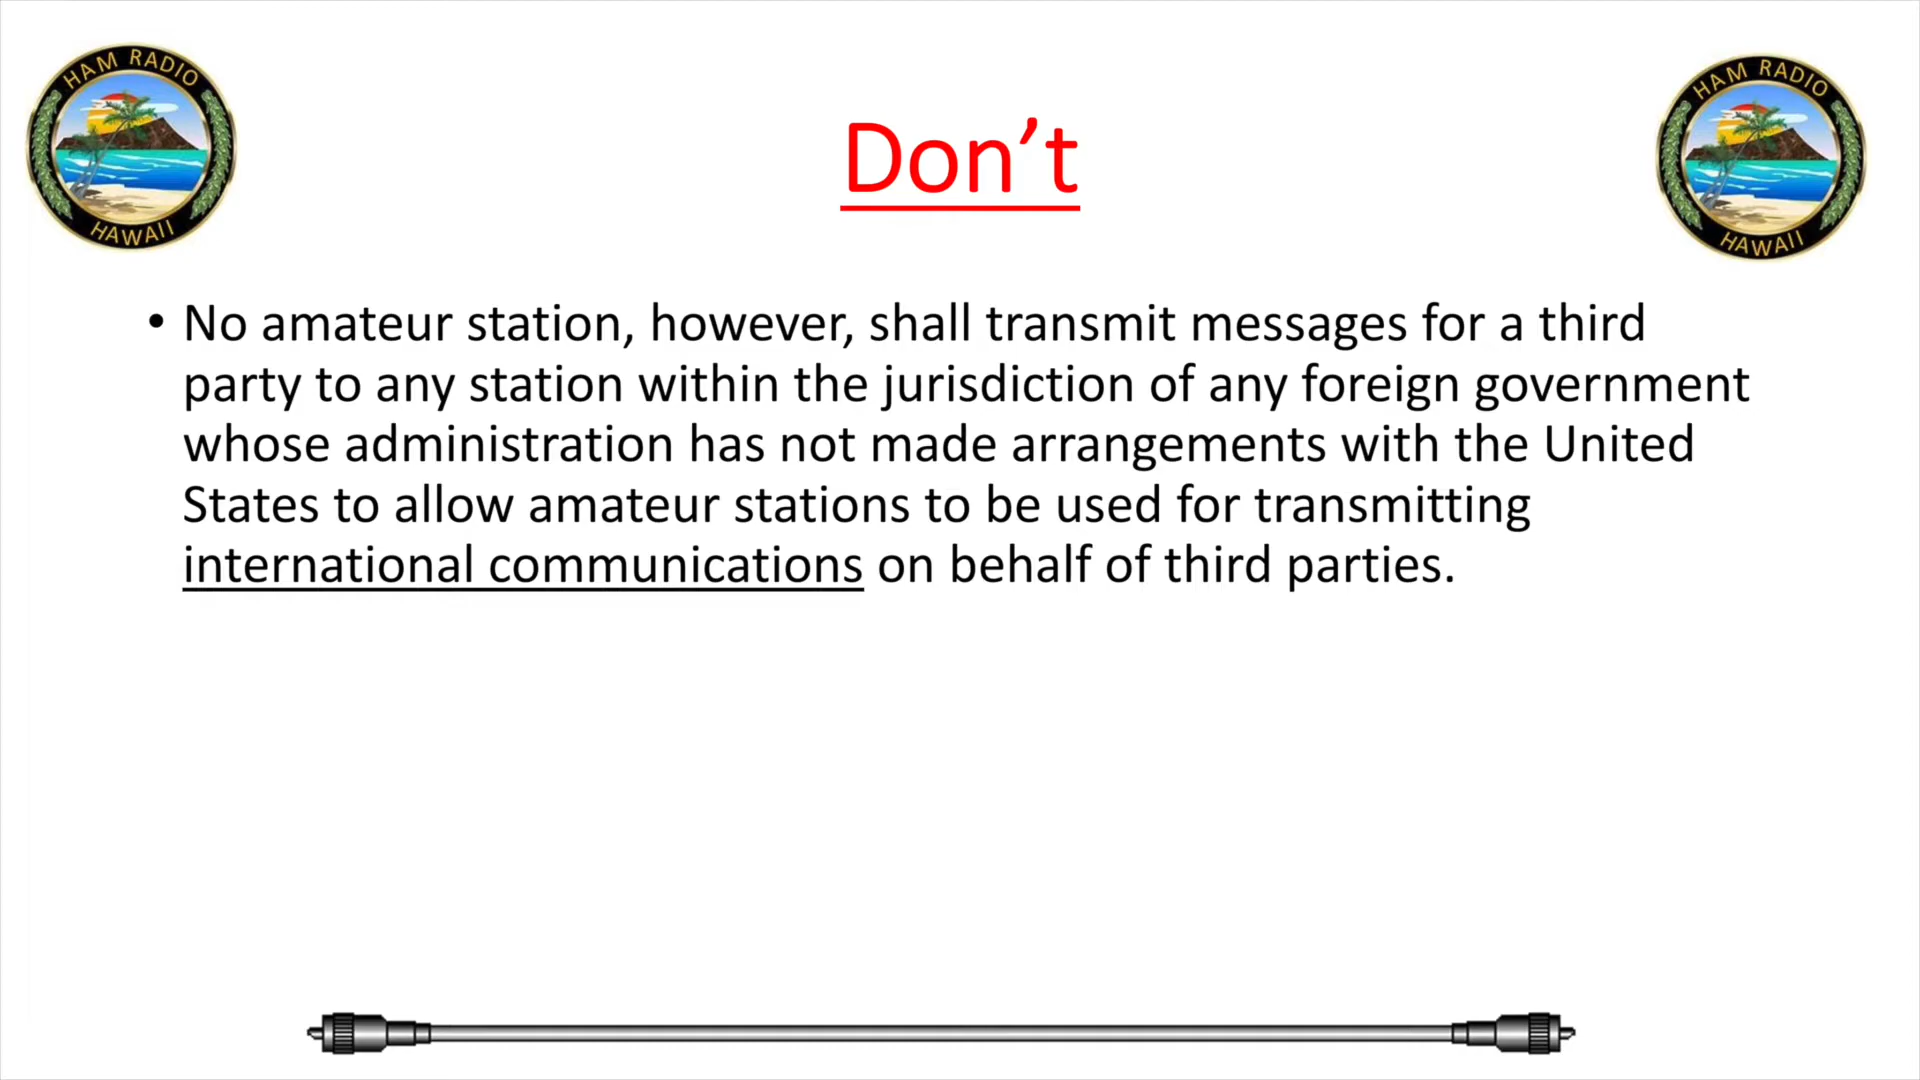 HAM RADIO
HAWAII
HAM RADIO
HAWAII
Don’t
• No amateur station, however, shall transmit messages for a third
party to any station within the jurisdiction of any foreign government
whose administration has not made arrangements with the United
States to allow amateur stations to be used for transmitting
international communications on behalf of third parties.